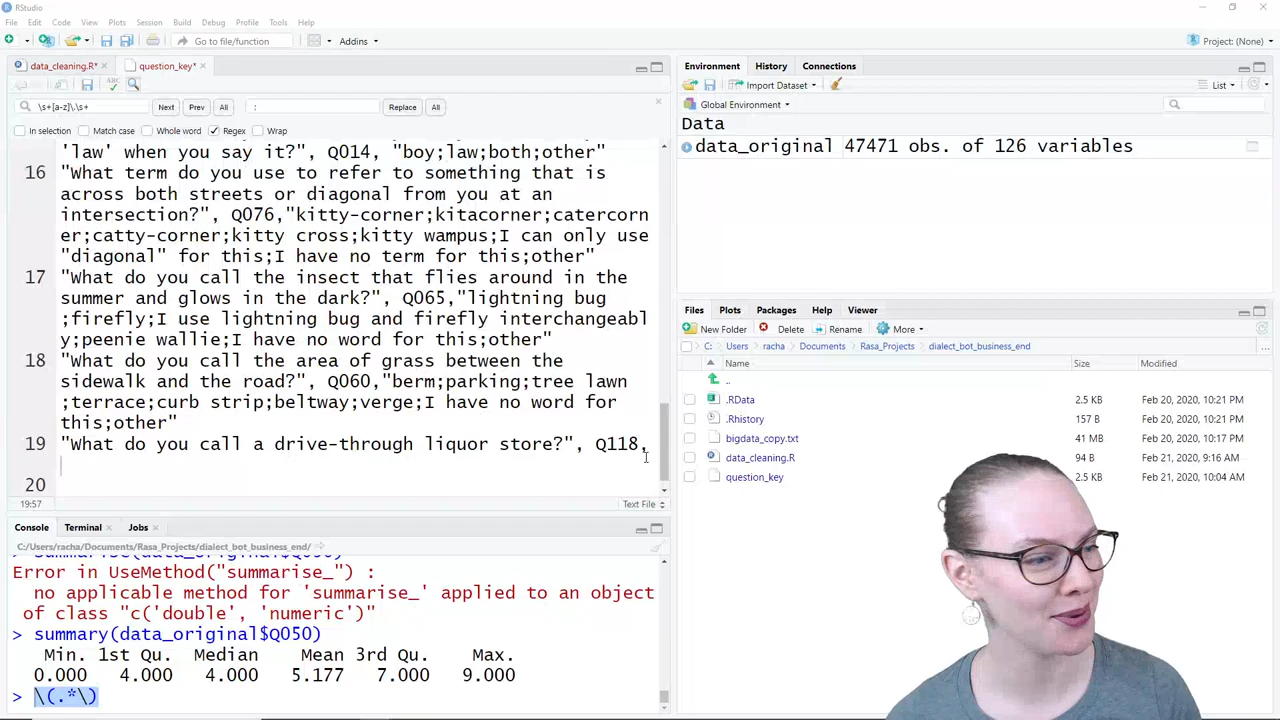 RStudio
File Edit Code View Plots Session Build Debug Profile Tools Help
Go to file/function Addins Project: (None)
data_cleaning.R* question_key*
\s+[a-z]\.\s+ Next Prev All : Replace All
In selection Match case Whole word Regex Wrap
'law' when you say it?", Q014, "boy;law;both;other"
16 "What term do you use to refer to something that is
across both streets or diagonal from you at an
intersection?", Q076,"kitty-corner;kitacorner;catercorn
er;catty-corner;kitty cross;kitty wampus;I can only use
"diagonal" for this;I have no term for this;other"
17 "What do you call the insect that flies around in the
summer and glows in the dark?", Q065,"lightning bug
;firefly;I use lightning bug and firefly interchangeabl
y;peenie wallie;I have no word for this;other"
18 "What do you call the area of grass between the
sidewalk and the road?", Q060,"berm;parking;tree lawn
;terrace;curb strip;beltway;verge;I have no word for
this;other"
19 "What do you call a drive-through liquor store?", Q118,
20
19:57 Text File
Console Terminal Jobs
C:/Users/racha/Documents/Rasa_Projects/dialect_bot_business_end/
Error in UseMethod("summarise_") :
no applicable method for 'summarise_' applied to an object
of class "c('double', 'numeric')"
> summary(data_original$Q050)
Min. 1st Qu. Median Mean 3rd Qu. Max.
0.000 4.000 4.000 5.177 7.000 9.000
> \(.*\)
Environment History Connections
Import Dataset List
Global Environment
Data
data_original 47471 obs. of 126 variables
Files Plots Packages Help Viewer
New Folder Delete Rename More
C: Users racha Documents Rasa_Projects dialect_bot_business_end ...
Name Size Modified
..
.RData 2.5 KB Feb 20, 2020, 10:21 PM
.Rhistory 157 B Feb 20, 2020, 10:21 PM
bigdata_copy.txt 41 MB Feb 20, 2020, 10:17 PM
data_cleaning.R 94 B Feb 21, 2020, 9:16 AM
question_key 2.5 KB Feb 21, 2020, 10:04 AM